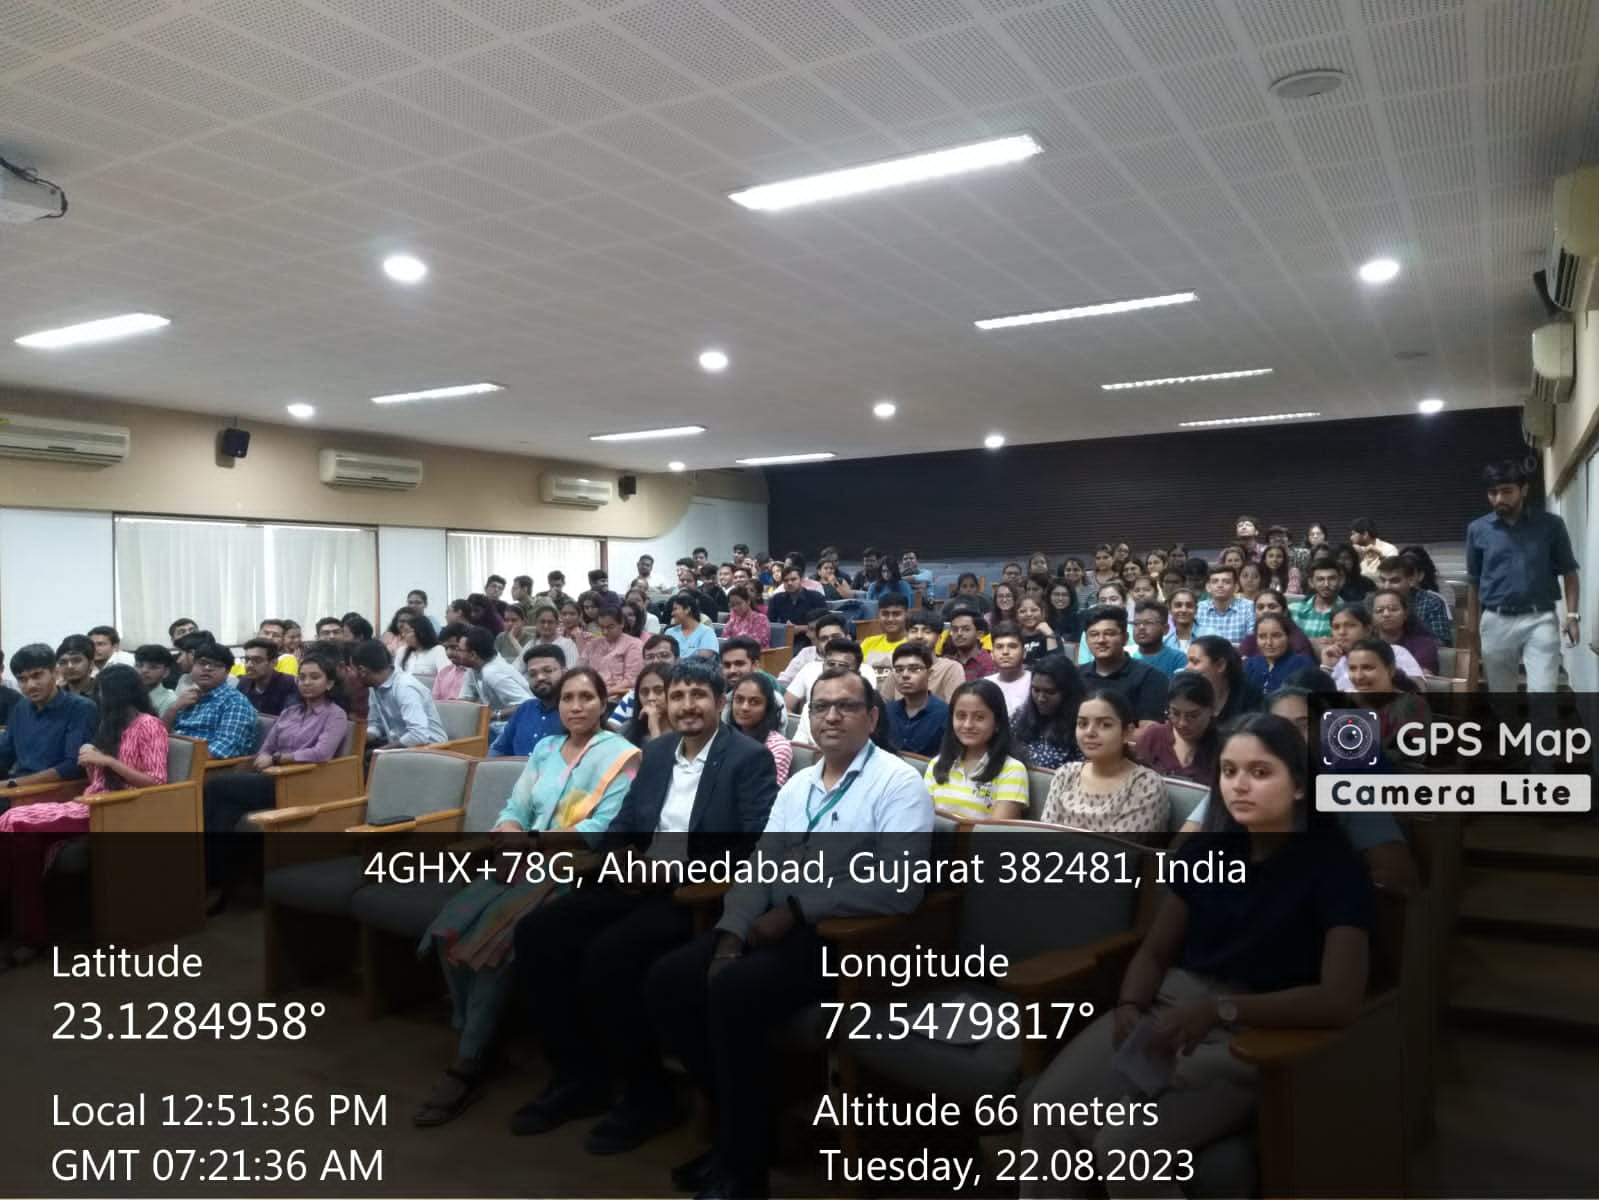 GPS Map
Camera Lite
4GHX+78G, Ahmedabad, Gujarat 382481, India
Latitude
23.1284958°
Longitude
72.5479817°
Local 12:51:36 PM
GMT 07:21:36 AM
Altitude 66 meters
Tuesday, 22.08.2023